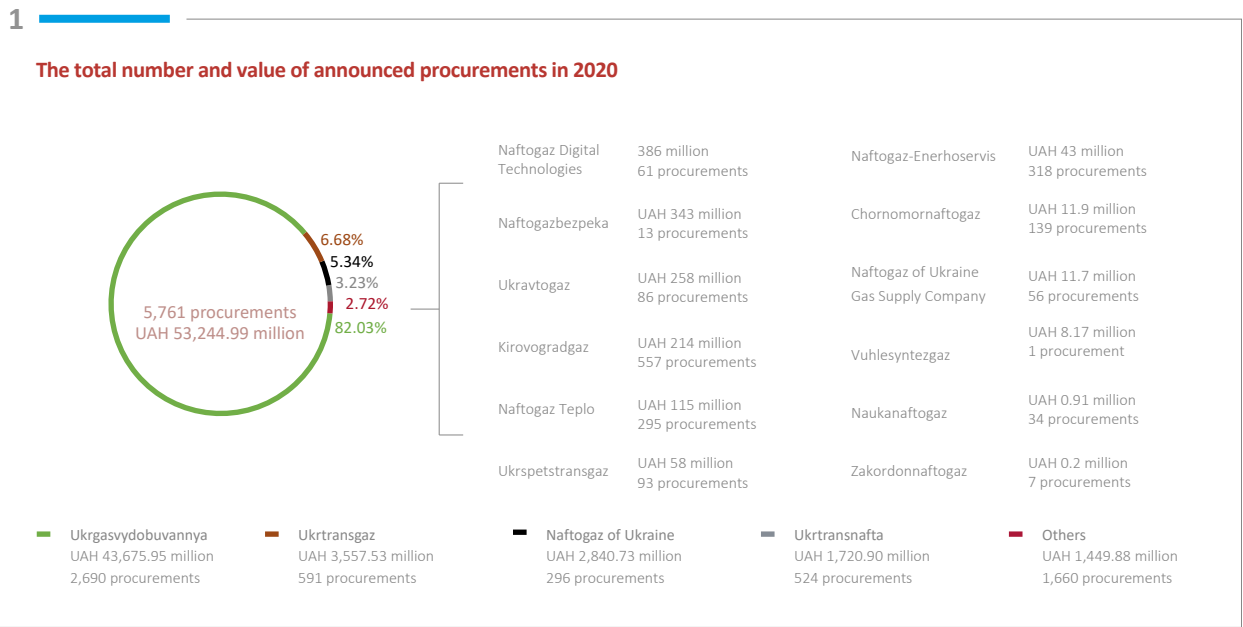 1
The total number and value of announced procurements in 2020
5,761 procurements
UAH 53,244.99 million
6.68%
5.34%
3.23%
2.72%
82.03%
Naftogaz Digital
Technologies
386 million
61 procurements
Naftogazbezpeka
UAH 343 million
13 procurements
Ukravtogaz
UAH 258 million
86 procurements
Kirovogradgaz
UAH 214 million
557 procurements
Naftogaz Teplo
UAH 115 million
295 procurements
Ukrspetstransgaz
UAH 58 million
93 procurements
Naftogaz-Enerhoservis
UAH 43 million
318 procurements
Chornomornaftogaz
UAH 11.9 million
139 procurements
Naftogaz of Ukraine
Gas Supply Company
UAH 11.7 million
56 procurements
Vuhlesyntezgaz
UAH 8.17 million
1 procurement
Naukanaftogaz
UAH 0.91 million
34 procurements
Zakordonnaftogaz
UAH 0.2 million
7 procurements
Ukrgasvydobuvannya
UAH 43,675.95 million
2,690 procurements
Ukrtransgaz
UAH 3,557.53 million
591 procurements
Naftogaz of Ukraine
UAH 2,840.73 million
296 procurements
Ukrtransnafta
UAH 1,720.90 million
524 procurements
Others
UAH 1,449.88 million
1,660 procurements